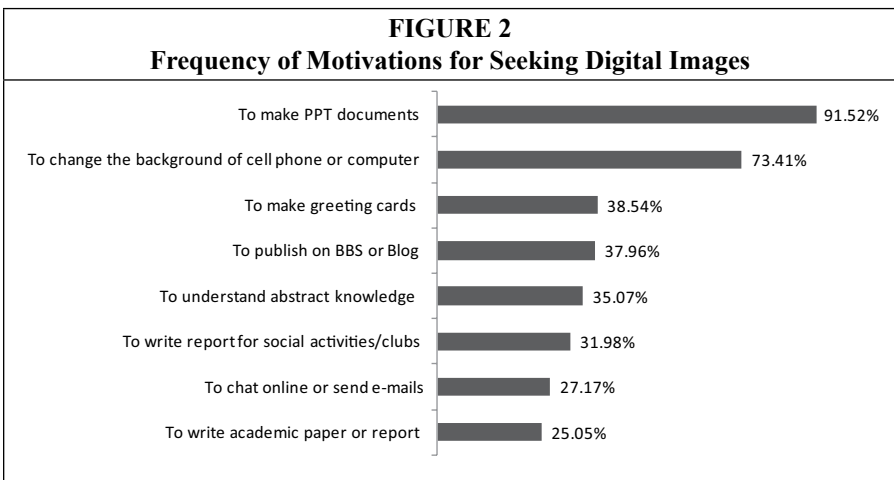 FIGURE 2
Frequency of Motivations for Seeking Digital Images
To make PPT documents 91.52%
To change the background of cell phone or computer 73.41%
To make greeting cards 38.54%
To publish on BBS or Blog 37.96%
To understand abstract knowledge 35.07%
To write report for social activities/clubs 31.98%
To chat online or send e-mails 27.17%
To write academic paper or report 25.05%